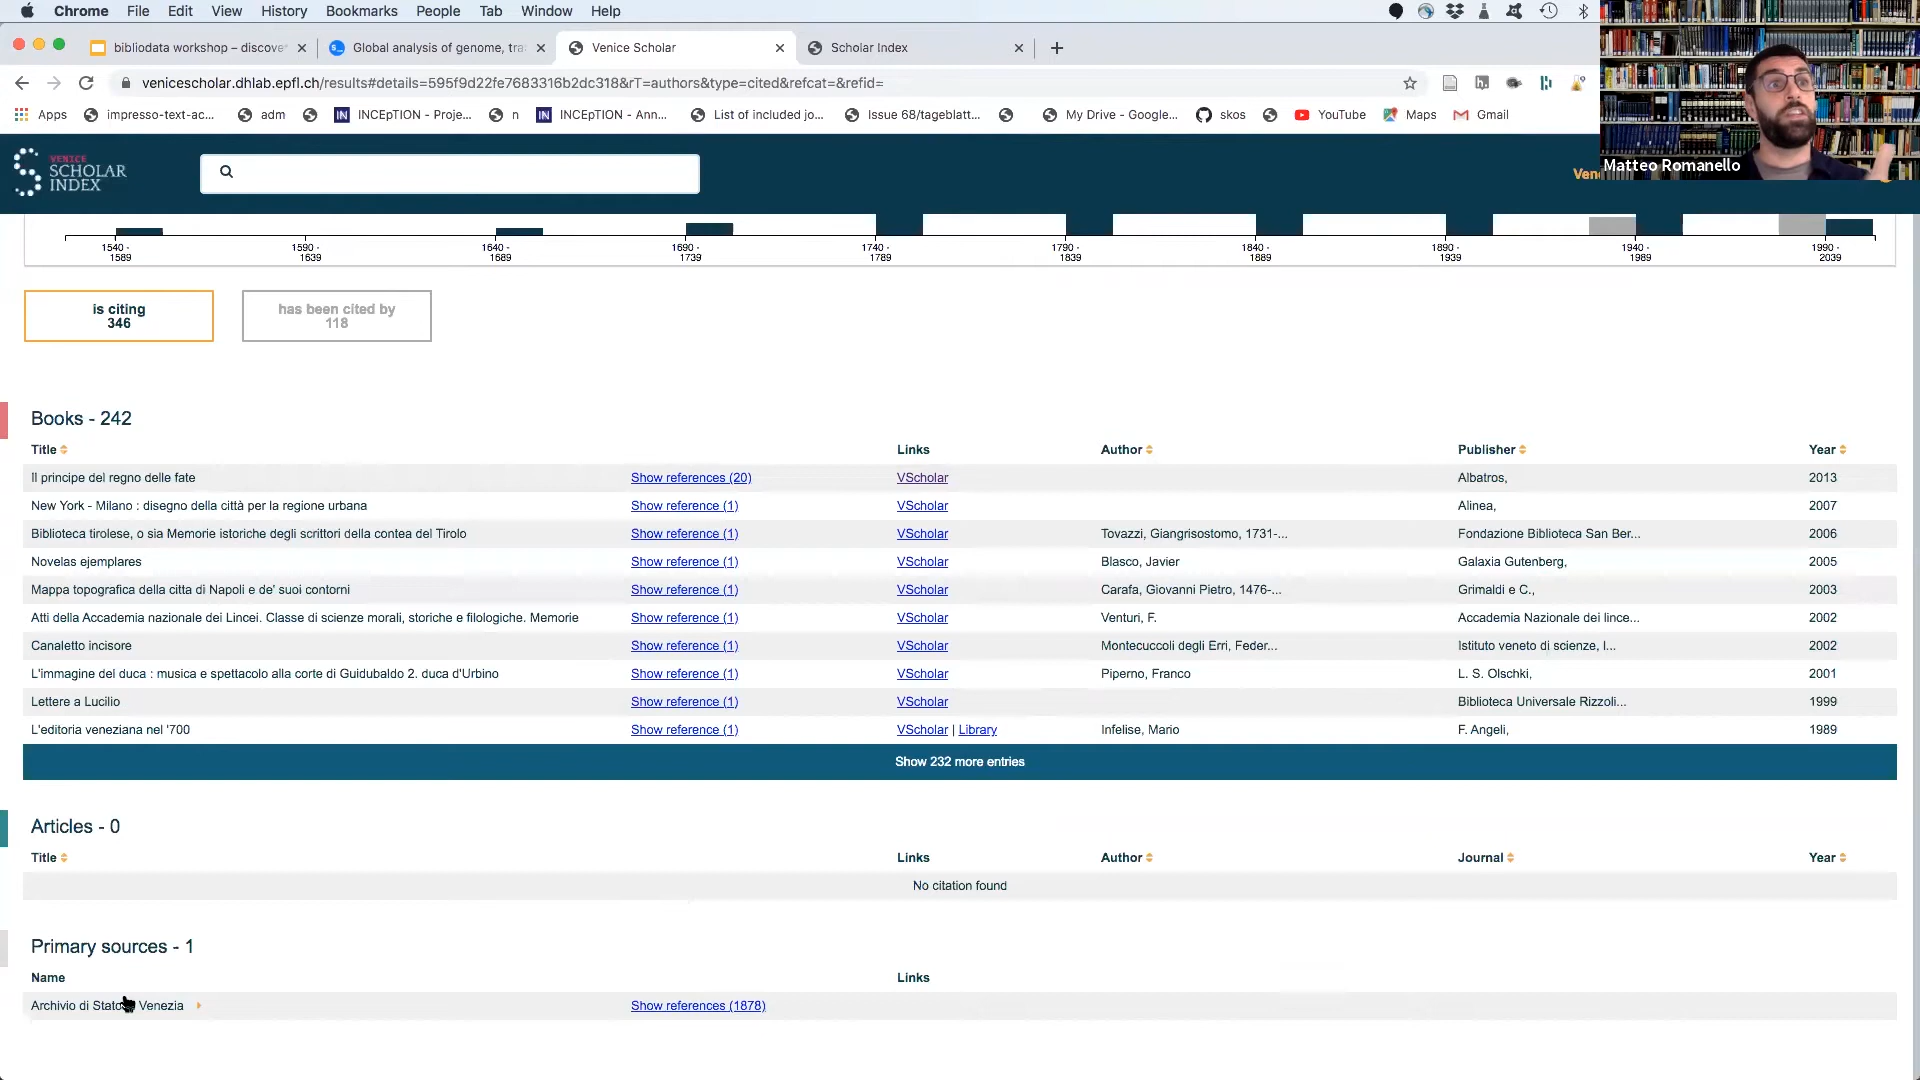 Chrome File Edit View History Bookmarks People Tab Window Help
bibliodata workshop – discove
Global analysis of genome, tra
Venice Scholar
Scholar Index
venicescholar.dhlab.epfl.ch/results#details=595f9d22fe7683316b2dc318&rT=authors&type=cited&refcat=&refid=
Apps impresso-text-ac... adm IN INCEpTION - Proje... n IN INCEpTION - Ann... List of included jo... Issue 68/tageblatt... My Drive - Google... skos YouTube Maps Gmail
Matteo Romanello
VENICE
SCHOLAR
INDEX
Ven
1540 - 1590 - 1640 - 1690 - 1740 - 1790 - 1840 - 1890 - 1940 - 1990 -
1589 1639 1689 1739 1789 1839 1889 1939 1989 2039
is citing
346
has been cited by
118
Books - 242
Title Links Author Publisher Year
Il principe del regno delle fate Show references (20) VScholar Albatros, 2013
New York - Milano : disegno della città per la regione urbana Show reference (1) VScholar Alinea, 2007
Biblioteca tirolese, o sia Memorie istoriche degli scrittori della contea del Tirolo Show reference (1) VScholar Tovazzi, Giangrisostomo, 1731-... Fondazione Biblioteca San Ber... 2006
Novelas ejemplares Show reference (1) VScholar Blasco, Javier Galaxia Gutenberg, 2005
Mappa topografica della citta di Napoli e de' suoi contorni Show reference (1) VScholar Carafa, Giovanni Pietro, 1476-... Grimaldi e C., 2003
Atti della Accademia nazionale dei Lincei. Classe di scienze morali, storiche e filologiche. Memorie Show reference (1) VScholar Venturi, F. Accademia Nazionale dei lince... 2002
Canaletto incisore Show reference (1) VScholar Montecuccoli degli Erri, Feder... Istituto veneto di scienze, l... 2002
L'immagine del duca : musica e spettacolo alla corte di Guidubaldo 2. duca d'Urbino Show reference (1) VScholar Piperno, Franco L. S. Olschki, 2001
Lettere a Lucilio Show reference (1) VScholar Biblioteca Universale Rizzoli... 1999
L'editoria veneziana nel '700 Show reference (1) VScholar | Library Infelise, Mario F. Angeli, 1989
Show 232 more entries
Articles - 0
Title Links Author Journal Year
No citation found
Primary sources - 1
Name Links
Archivio di Stato Venezia Show references (1878)